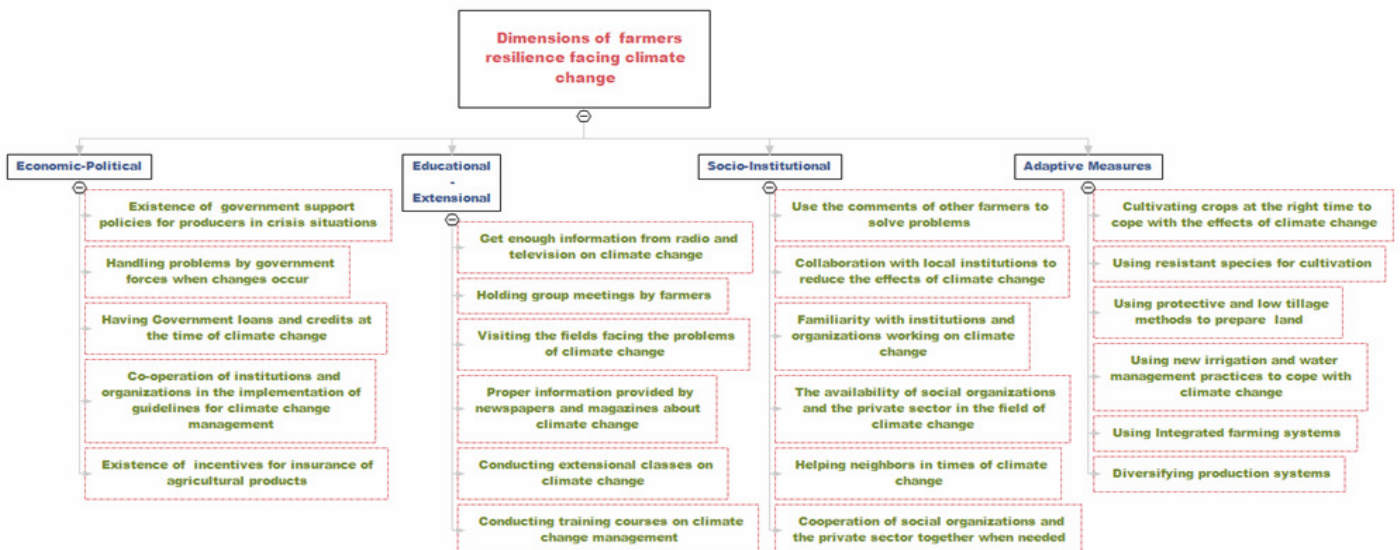 Dimensions of farmers
resilience facing climate
change
Economic-Political
Existence of government support
policies for producers in crisis situations
Handling problems by government
forces when changes occur
Having Government loans and credits at
the time of climate change
Co-operation of institutions and
organizations in the implementation of
guidelines for climate change
management
Existence of incentives for insurance of
agricultural products
Educational
-
Extensional
Get enough information from radio and
television on climate change
Holding group meetings by farmers
Visiting the fields facing the problems
of climate change
Proper information provided by
newspapers and magazines about
climate change
Conducting extensional classes on
climate change
Conducting training courses on climate
change management
Socio-Institutional
Use the comments of other farmers to
solve problems
Collaboration with local institutions to
reduce the effects of climate change
Familiarity with institutions and
organizations working on climate
change
The availability of social organizations
and the private sector in the field of
climate change
Helping neighbors in times of climate
change
Cooperation of social organizations and
the private sector together when needed
Adaptive Measures
Cultivating crops at the right time to
cope with the effects of climate change
Using resistant species for cultivation
Using protective and low tillage
methods to prepare land
Using new irrigation and water
management practices to cope with
climate change
Using Integrated farming systems
Diversifying production systems